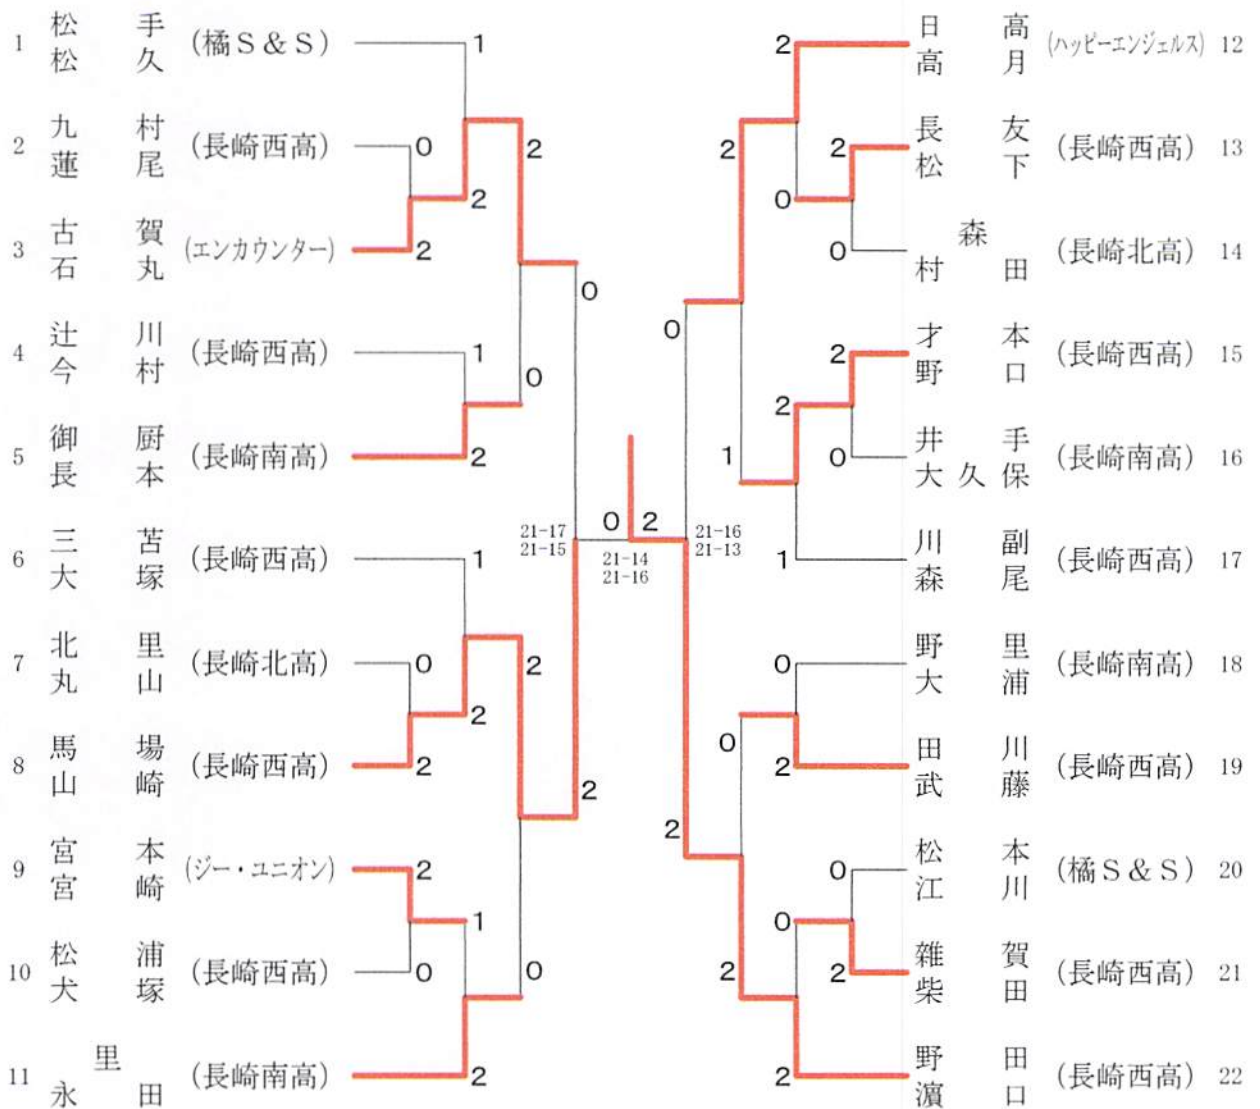 1 松手 松久 (橘S&S) 1
2 九村 蓮尾 (長崎西高) 0
2
2
3 古賀 石丸 (エンカウンター) 2
0
4 辻川 今村 (長崎西高) 1
0
5 御厨 長本 (長崎南高) 2
6 三苫 大塚 (長崎西高) 1
7 北里 丸山 (長崎北高) 0
2
2
8 馬場 山崎 (長崎西高) 2
2
9 宮本 宮崎 (ジー・ユニオン) 2
1
10 松浦 犬塚 (長崎西高) 0
0
11 里 永田 (長崎南高) 2
21-17
21-15
0 2
21-14
21-16
21-16
21-13
2 日高 高月 (ハッピーエンジェルス) 12
2
2 長友 松下 (長崎西高) 13
0
0 森 村田 (長崎北高) 14
0
2 才本 野口 (長崎西高) 15
2
1
0 井手 大久保 (長崎南高) 16
1 川副 森尾 (長崎西高) 17
0 野里 大浦 (長崎南高) 18
0
2 田川 武藤 (長崎西高) 19
2
0 松本 江川 (橘S&S) 20
0
2
2 雑賀 柴田 (長崎西高) 21
2 野田 濵口 (長崎西高) 22